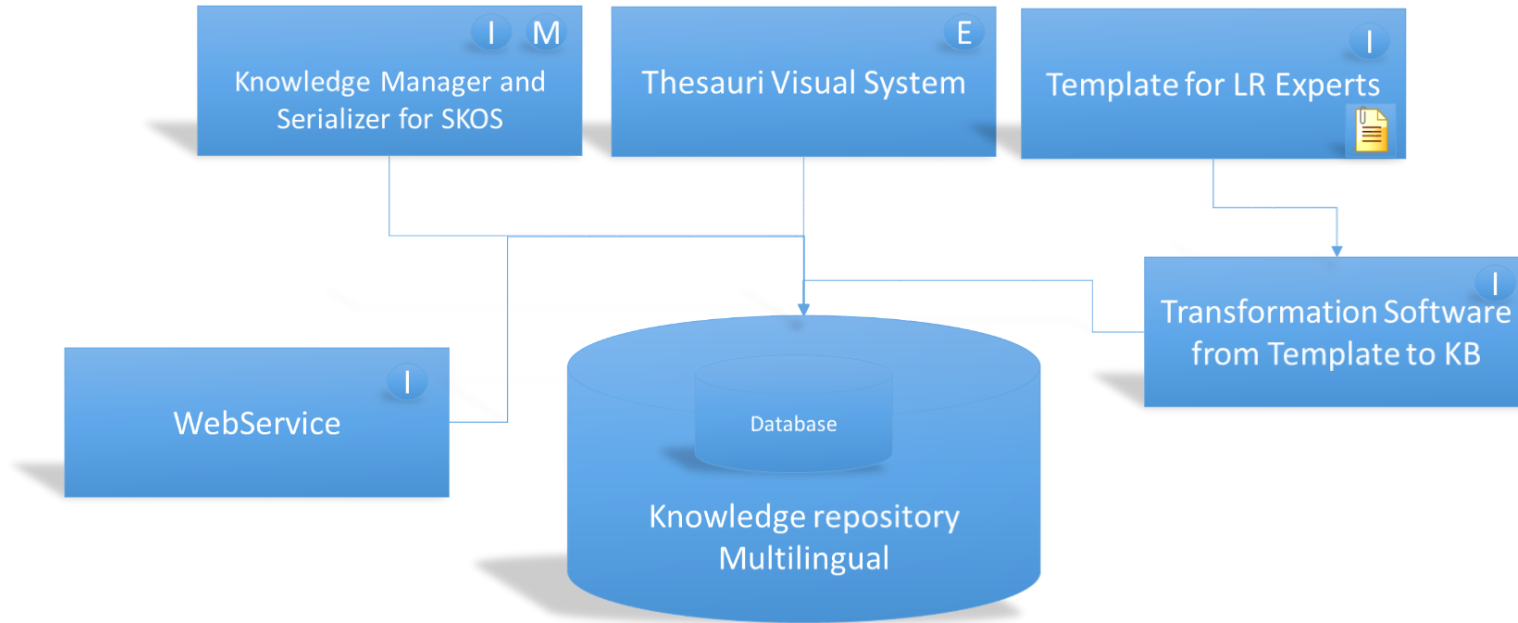 I M
Knowledge Manager and
Serializer for SKOS
E
Thesauri Visual System
I
Template for LR Experts
I
Transformation Software
from Template to KB
I
WebService
Database
Knowledge repository
Multilingual